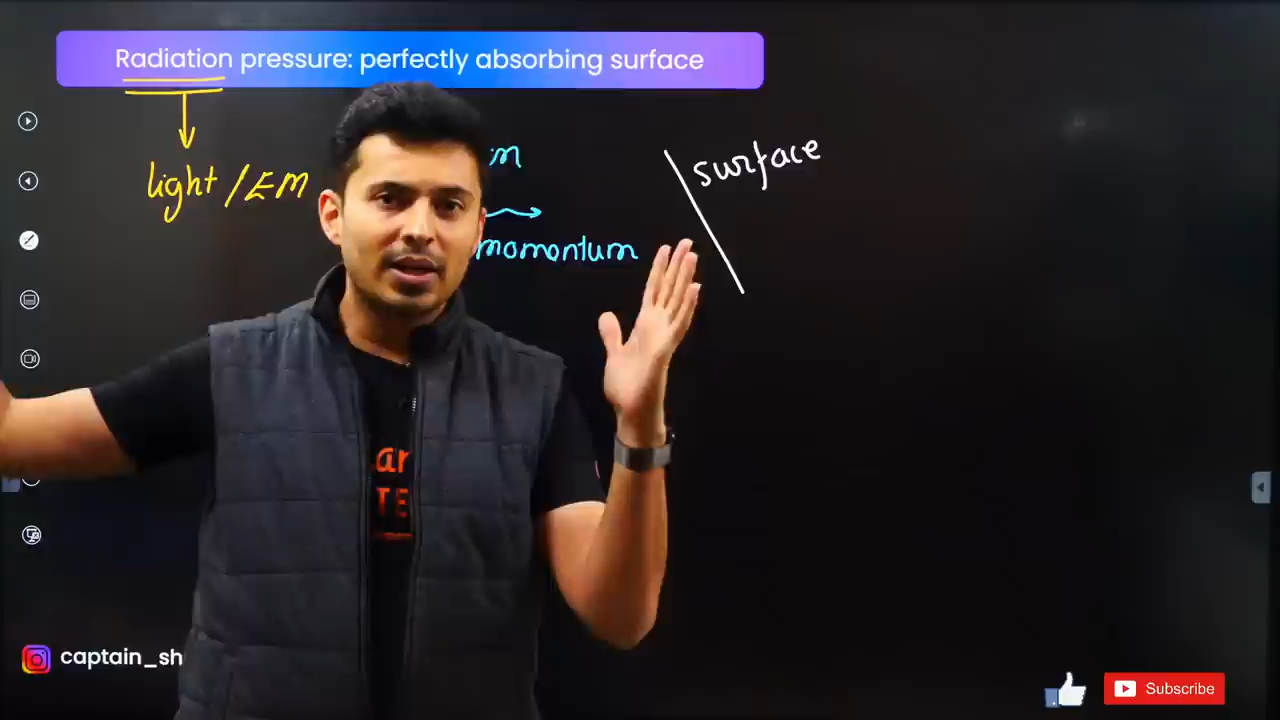 Radiation pressure: perfectly absorbing surface
light / EM
surface
momentum
captain_sh
Subscribe